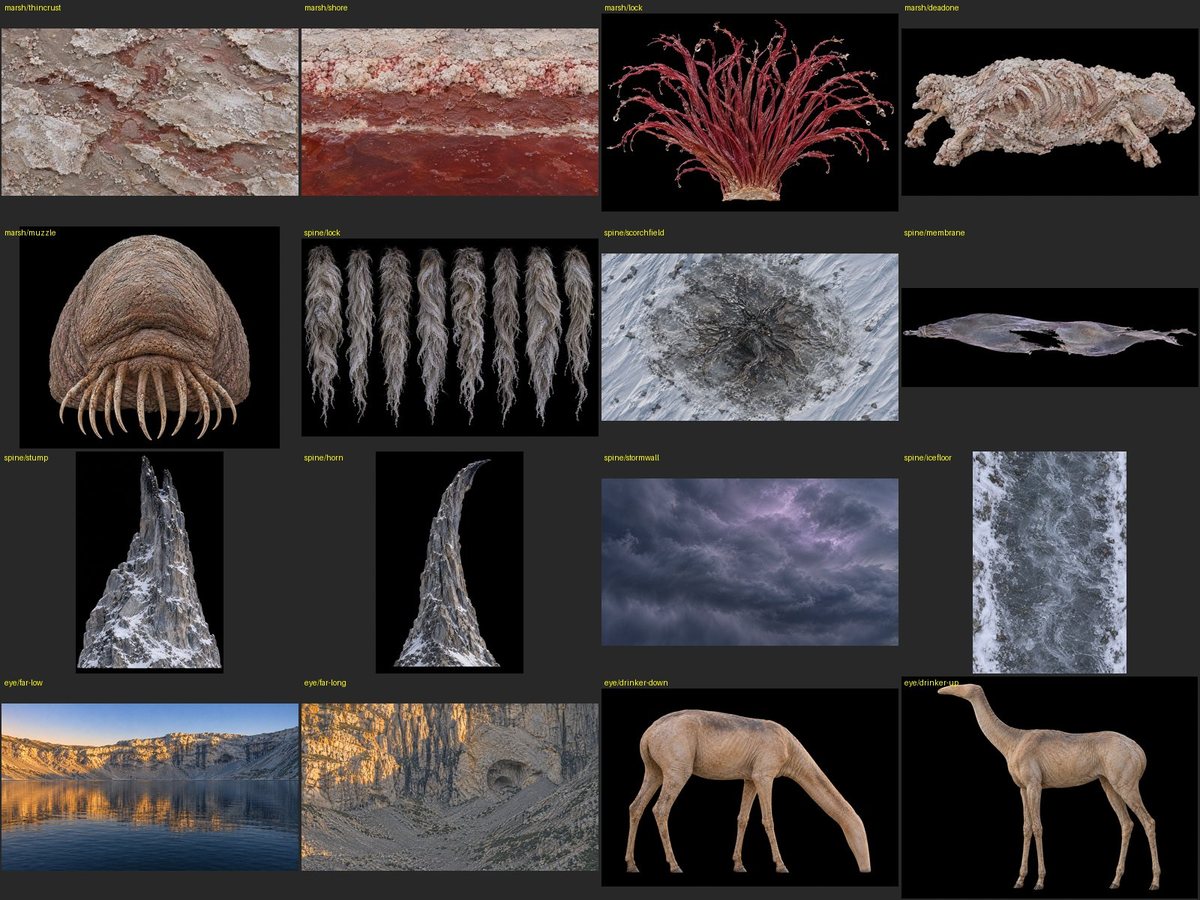 marsh/thincrust
marsh/shore
marsh/lock
marsh/deadone
marsh/muzzle
spine/lock
spine/scorchfield
spine/membrane
spine/stump
spine/horn
spine/stormwall
spine/icefloor
eye/far-low
eye/far-long
eye/drinker-down
eye/drinker-up